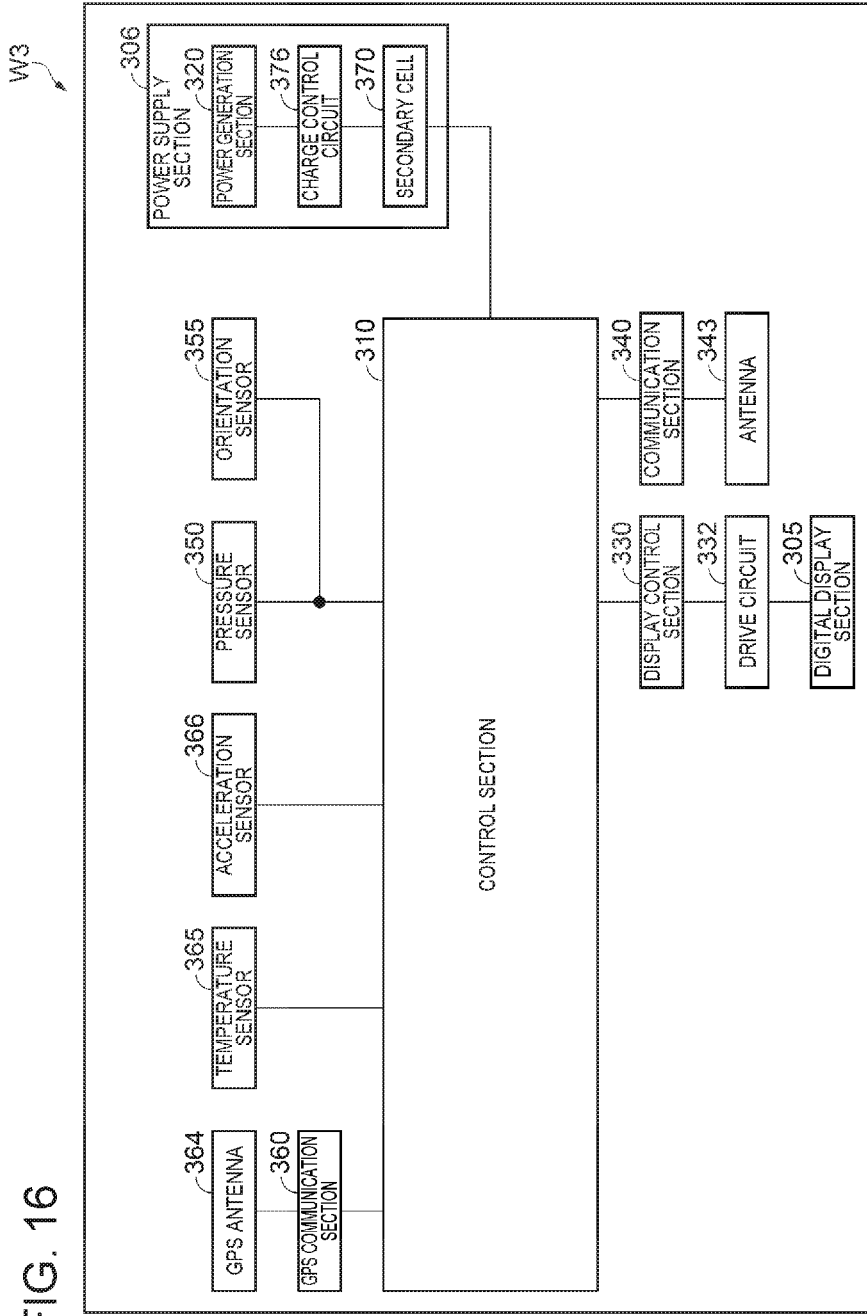 FIG. 16
W3
364
GPS ANTENNA
360
GPS COMMUNICATION
SECTION
365
TEMPERATURE
SENSOR
366
ACCELERATION
SENSOR
350
PRESSURE
SENSOR
355
ORIENTATION
SENSOR
306
POWER SUPPLY
SECTION
320
POWER GENERATION
SECTION
376
CHARGE CONTROL
CIRCUIT
370
SECONDARY CELL
310
CONTROL SECTION
330
DISPLAY CONTROL
SECTION
332
DRIVE CIRCUIT
305
DIGITAL DISPLAY
SECTION
340
COMMUNICATION
SECTION
343
ANTENNA